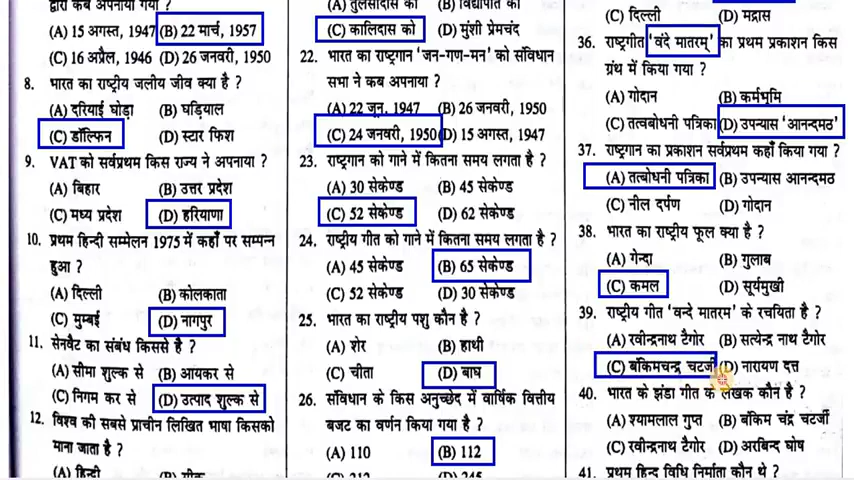 द्वारा कब अपनाया गया ?
(A) 15 अगस्त, 1947 (B) 22 मार्च, 1957
(C) 16 अप्रैल, 1946 (D) 26 जनवरी, 1950
8. भारत का राष्ट्रीय जलीय जीव क्या है ?
(A) दरियाई घोड़ा (B) घड़ियाल
(C) डॉल्फिन (D) स्टार फिश
9. VAT को सर्वप्रथम किस राज्य ने अपनाया ?
(A) बिहार (B) उत्तर प्रदेश
(C) मध्य प्रदेश (D) हरियाणा
10. प्रथम हिन्दी सम्मेलन 1975 में कहाँ पर सम्पन्न
हुआ ?
(A) दिल्ली (B) कोलकाता
(C) मुम्बई (D) नागपुर
11. सेनवैट का संबंध किससे है ?
(A) सीमा शुल्क से (B) आयकर से
(C) निगम कर से (D) उत्पाद शुल्क से
12. विश्व की सबसे प्राचीन लिखित भाषा किसको
माना जाता है ?
(A) हिन्दी (B) ग्रीक
(A) तुलसीदास को (B) विद्यापति को
(C) कालिदास को (D) मुंशी प्रेमचंद
22. भारत का राष्ट्रगान ‘जन-गण-मन’ को संविधान
सभा ने कब अपनाया ?
(A) 22 जून, 1947 (B) 26 जनवरी, 1950
(C) 24 जनवरी, 1950 (D) 15 अगस्त, 1947
23. राष्ट्रगान को गाने में कितना समय लगता है ?
(A) 30 सेकेण्ड (B) 45 सेकेण्ड
(C) 52 सेकेण्ड (D) 62 सेकेण्ड
24. राष्ट्रीय गीत को गाने में कितना समय लगता है ?
(A) 45 सेकेण्ड (B) 65 सेकेण्ड
(C) 52 सेकेण्ड (D) 30 सेकेण्ड
25. भारत का राष्ट्रीय पशु कौन है ?
(A) शेर (B) हाथी
(C) चीता (D) बाघ
26. संविधान के किस अनुच्छेद में वार्षिक वित्तीय
बजट का वर्णन किया गया है ?
(A) 110 (B) 112
(C) 212 (D) 245
(C) दिल्ली (D) मद्रास
36. राष्ट्रगीत ‘वंदे मातरम्’ का प्रथम प्रकाशन किस
ग्रंथ में किया गया ?
(A) गोदान (B) कर्मभूमि
(C) तत्वबोधनी पत्रिका (D) उपन्यास ‘आनन्दमठ’
37. राष्ट्रगान का प्रकाशन सर्वप्रथम कहाँ किया गया ?
(A) तत्वोधनी पत्रिका (B) उपन्यास आनन्दमठ
(C) नील दर्पण (D) गोदान
38. भारत का राष्ट्रीय फूल क्या है ?
(A) गेन्दा (B) गुलाब
(C) कमल (D) सूर्यमुखी
39. राष्ट्रीय गीत ‘वन्दे मातरम’ के रचयिता है ?
(A) रवीन्द्रनाथ टैगोर (B) सत्येन्द्र नाथ टैगोर
(C) बंकिमचन्द्र चटर्जी (D) नारायण दत्त
40. भारत के झंडा गीत के लेखक कौन है ?
(A) श्यामलाल गुप्त (B) बंकिम चंद्र चटर्जी
(C) रवीन्द्रनाथ टैगोर (D) अरबिन्द घोष
41. प्रथम हिन्द विधि निर्माता कौन थे ?